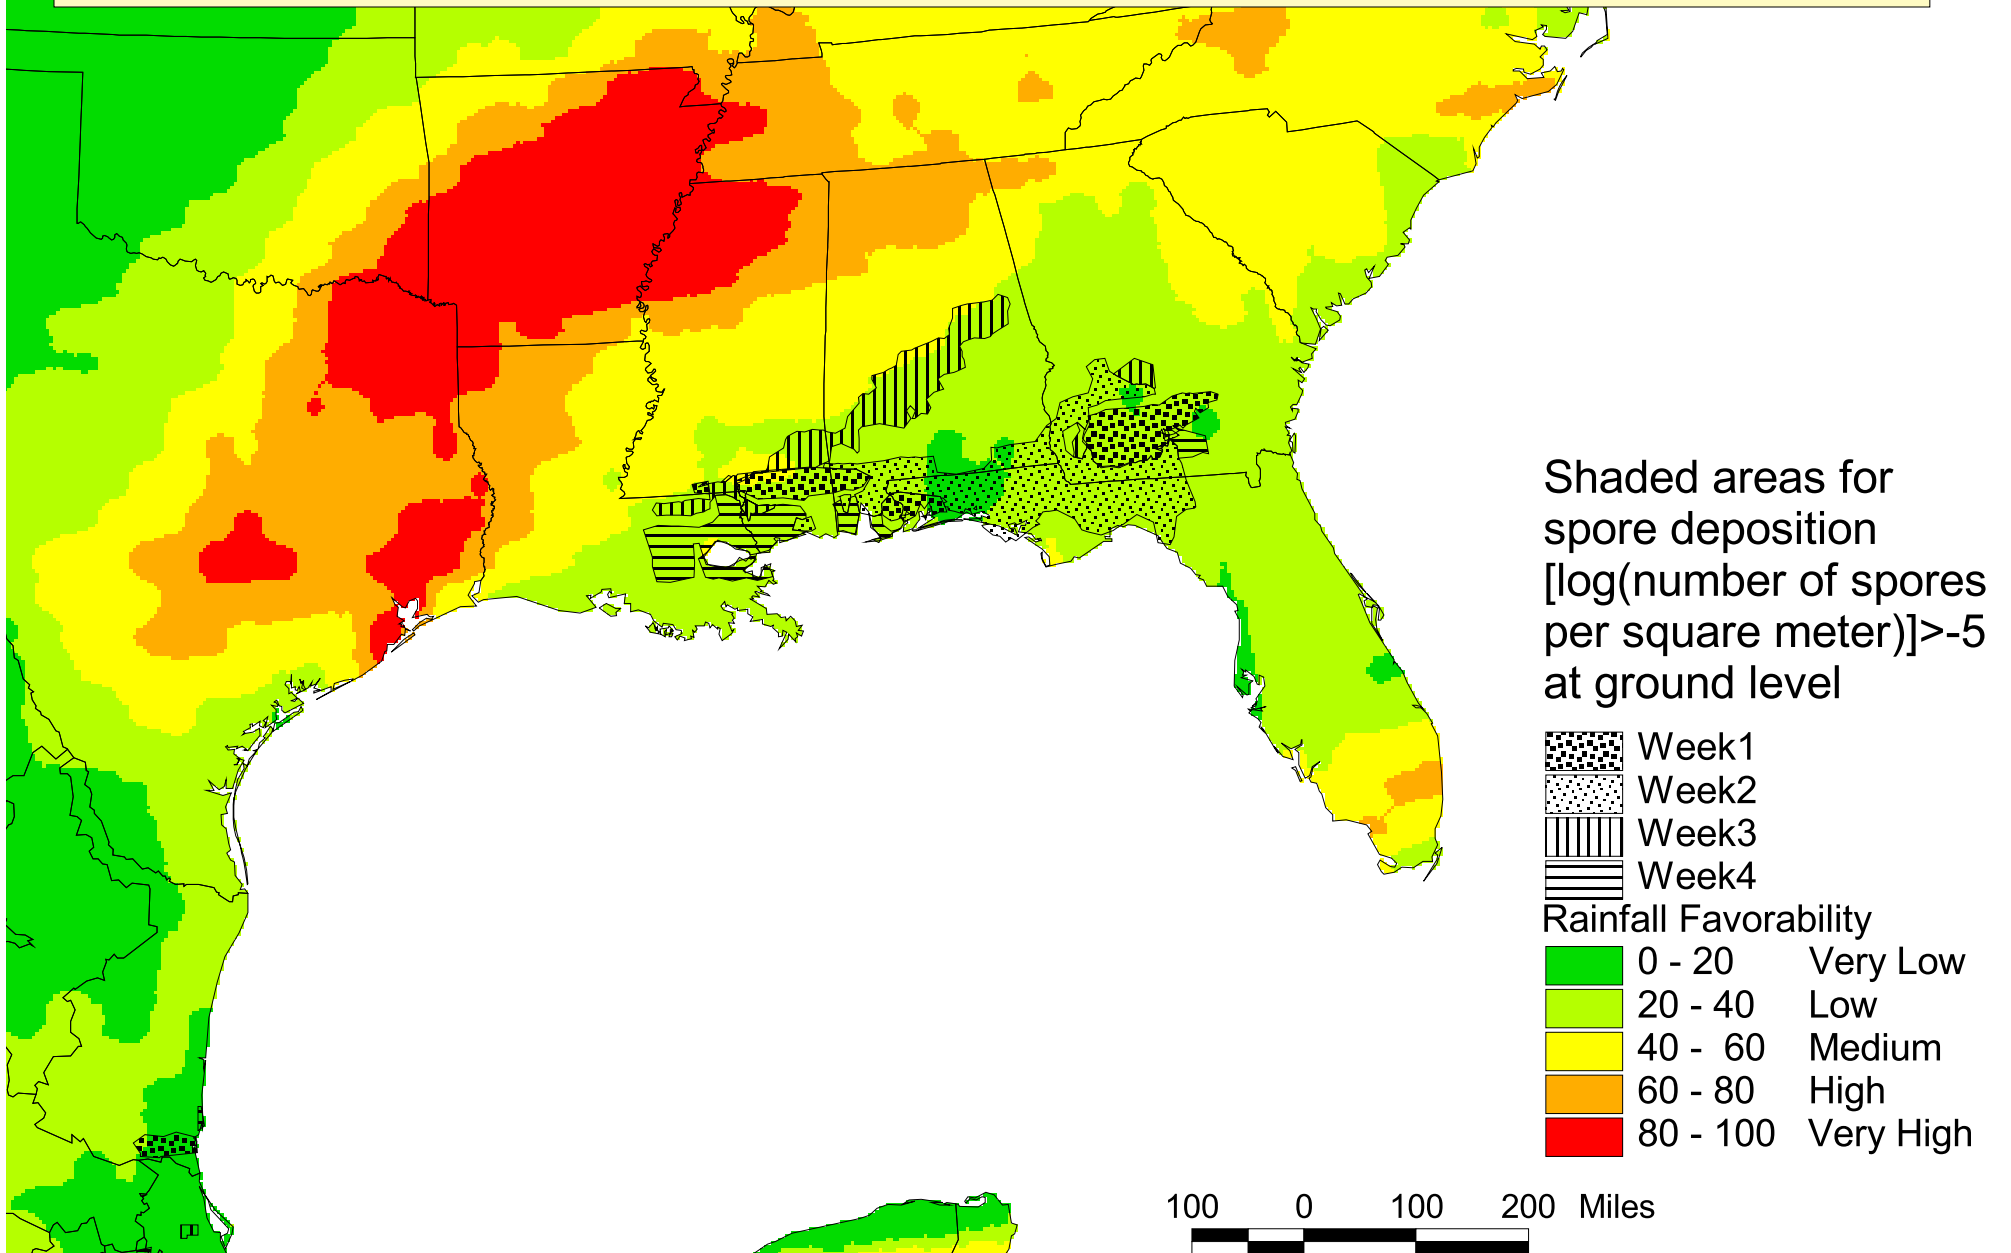 Shaded areas for
spore deposition
[log(number of spores
per square meter)]>-5
at ground level
Week1
Week2
Week3
Week4
Rainfall Favorability
0 - 20 Very Low
20 - 40 Low
40 - 60 Medium
60 - 80 High
80 - 100 Very High
100 0 100 200 Miles